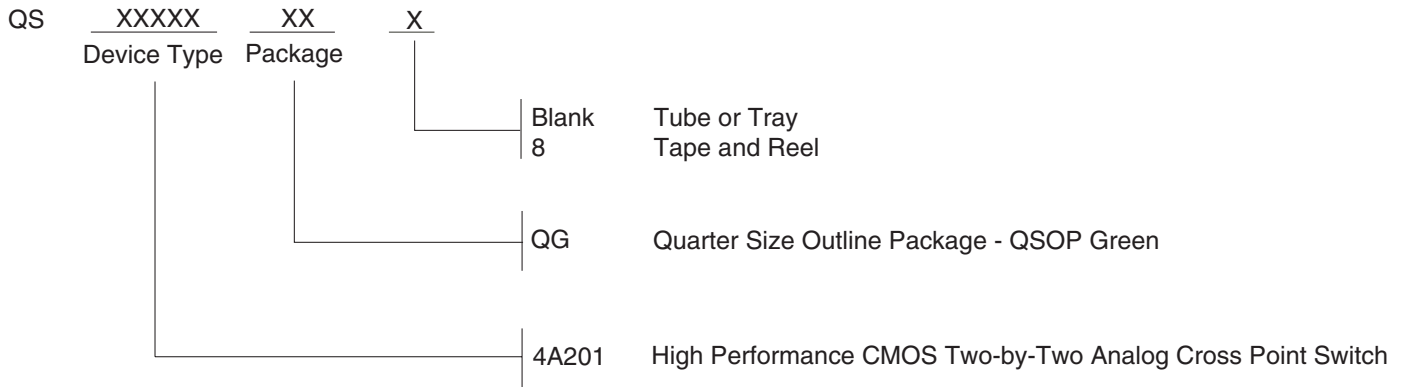 QS XXXXX XX X
Device Type Package
Blank Tube or Tray
8 Tape and Reel
QG Quarter Size Outline Package - QSOP Green
4A201 High Performance CMOS Two-by-Two Analog Cross Point Switch